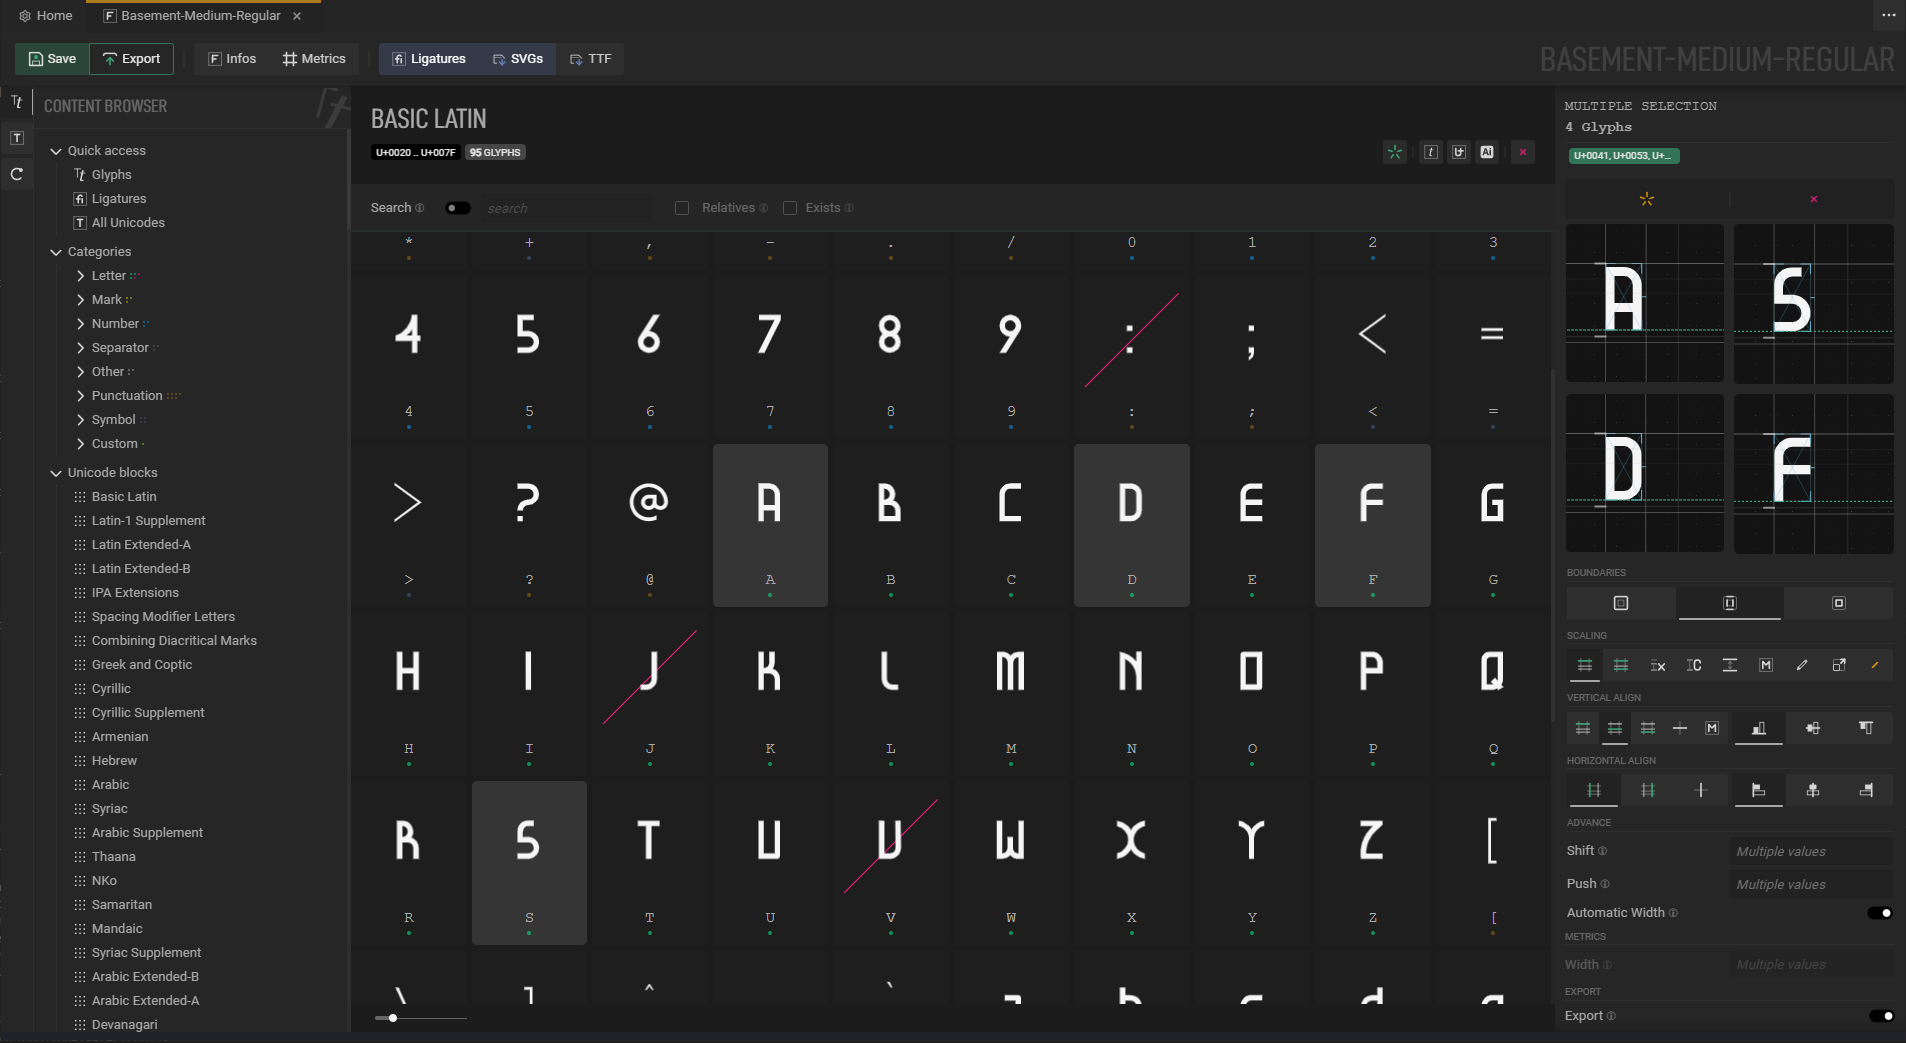 Home
Basement-Medium-Regular
Save
Export
Infos
Metrics
Ligatures
SVGs
TTF
BASEMENT-MEDIUM-REGULAR
CONTENT BROWSER
Quick access
Glyphs
Ligatures
All Unicodes
Categories
Letter
Mark
Number
Separator
Other
Punctuation
Symbol
Custom
Unicode blocks
Basic Latin
Latin-1 Supplement
Latin Extended-A
Latin Extended-B
IPA Extensions
Spacing Modifier Letters
Combining Diacritical Marks
Greek and Coptic
Cyrillic
Cyrillic Supplement
Armenian
Hebrew
Arabic
Syriac
Arabic Supplement
Thaana
NKo
Samaritan
Mandaic
Syriac Supplement
Arabic Extended-B
Arabic Extended-A
Devanagari
BASIC LATIN
U+0020 .. U+007F 95 GLYPHS
Search search Relatives Exists
* + , - . / 0 1 2 3
4 5 6 7 8 9 : ; < =
4 5 6 7 8 9 : ; < =
> ? @ A B C D E F G
> ? @ A B C D E F G
H I J K L M N O P Q
H I J K L M N O P Q
R S T U V W X Y Z [
R S T U V W X Y Z [
\ ] ^ `
MULTIPLE SELECTION
4 Glyphs
U+0041, U+0053, U+...
A S
D F
BOUNDARIES
SCALING
VERTICAL ALIGN
HORIZONTAL ALIGN
ADVANCE
Shift Multiple values
Push Multiple values
Automatic Width
METRICS
Width Multiple values
EXPORT
Export